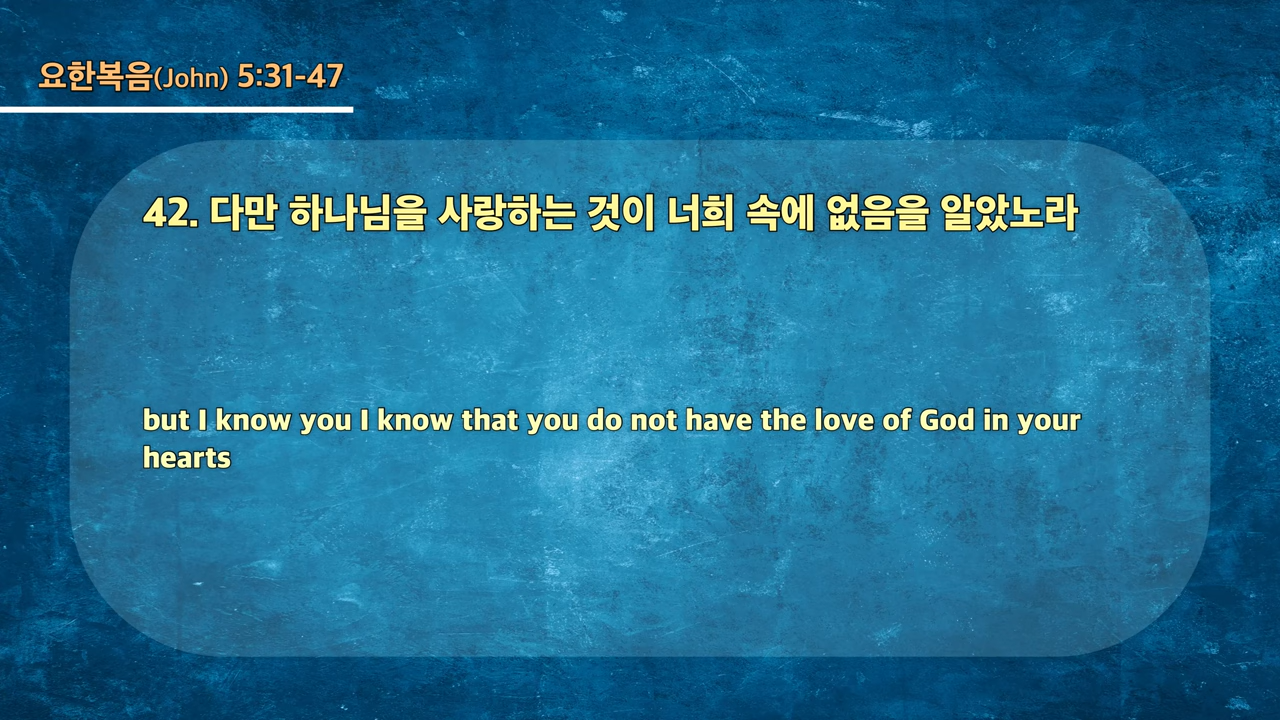 요한복음(John) 5:31-47
42. 다만 하나님을 사랑하는 것이 너희 속에 없음을 알았노라
but I know you I know that you do not have the love of God in your
hearts